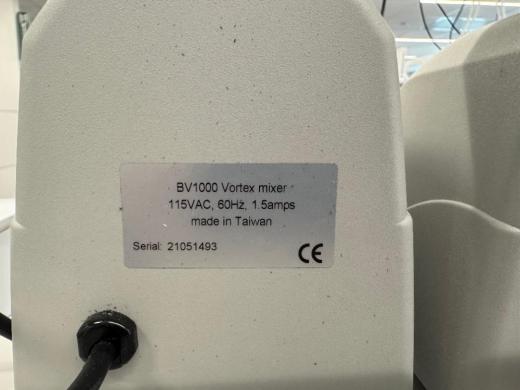 BV1000 Vortex mixer
115VAC, 60Hz, 1.5amps
made in Taiwan
Serial: 21051493
CE